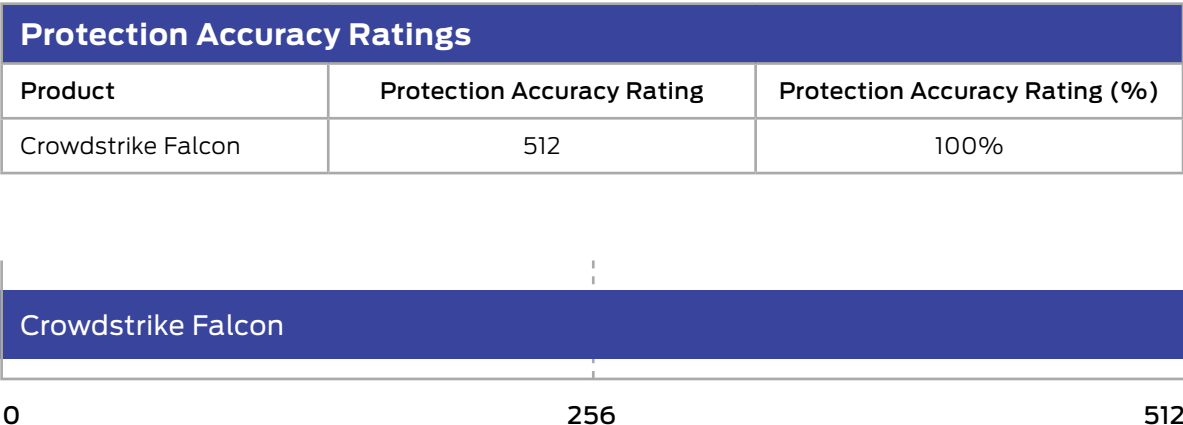 Protection Accuracy Ratings
Product Protection Accuracy Rating Protection Accuracy Rating (%)
Crowdstrike Falcon 512 100%
Crowdstrike Falcon
0 256 512